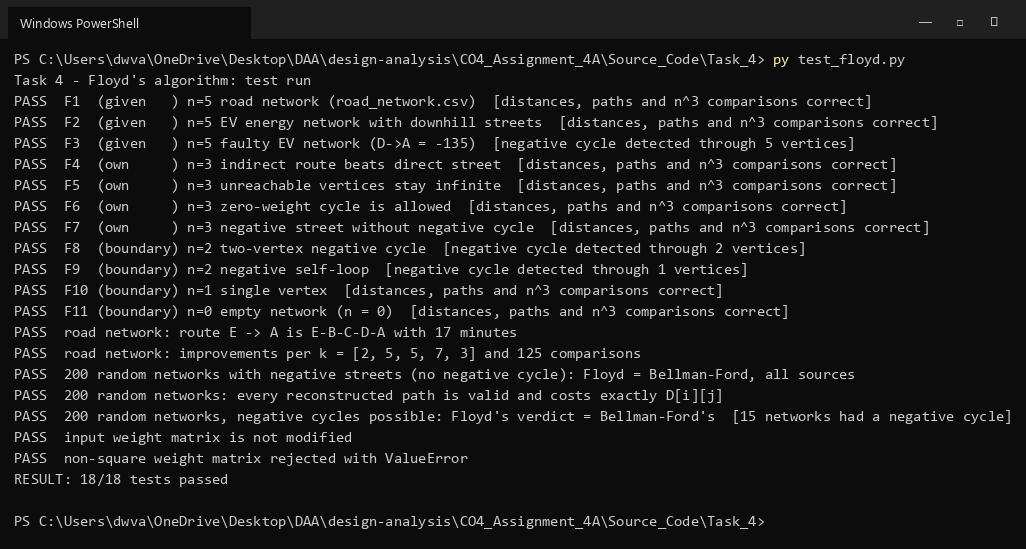 Windows PowerShell
PS C:\Users\dwva\OneDrive\Desktop\DAA\design-analysis\CO4_Assignment_4A\Source_Code\Task_4> py test_floyd.py
Task 4 - Floyd's algorithm: test run
PASS  F1  (given   ) n=5 road network (road_network.csv)  [distances, paths and n^3 comparisons correct]
PASS  F2  (given   ) n=5 EV energy network with downhill streets  [distances, paths and n^3 comparisons correct]
PASS  F3  (given   ) n=5 faulty EV network (D->A = -135)  [negative cycle detected through 5 vertices]
PASS  F4  (own     ) n=3 indirect route beats direct street  [distances, paths and n^3 comparisons correct]
PASS  F5  (own     ) n=3 unreachable vertices stay infinite  [distances, paths and n^3 comparisons correct]
PASS  F6  (own     ) n=3 zero-weight cycle is allowed  [distances, paths and n^3 comparisons correct]
PASS  F7  (own     ) n=3 negative street without negative cycle  [distances, paths and n^3 comparisons correct]
PASS  F8  (boundary) n=2 two-vertex negative cycle  [negative cycle detected through 2 vertices]
PASS  F9  (boundary) n=2 negative self-loop  [negative cycle detected through 1 vertices]
PASS  F10 (boundary) n=1 single vertex  [distances, paths and n^3 comparisons correct]
PASS  F11 (boundary) n=0 empty network (n = 0)  [distances, paths and n^3 comparisons correct]
PASS  road network: route E -> A is E-B-C-D-A with 17 minutes
PASS  road network: improvements per k = [2, 5, 5, 7, 3] and 125 comparisons
PASS  200 random networks with negative streets (no negative cycle): Floyd = Bellman-Ford, all sources
PASS  200 random networks: every reconstructed path is valid and costs exactly D[i][j]
PASS  200 random networks, negative cycles possible: Floyd's verdict = Bellman-Ford's  [15 networks had a negative cycle]
PASS  input weight matrix is not modified
PASS  non-square weight matrix rejected with ValueError
RESULT: 18/18 tests passed
PS C:\Users\dwva\OneDrive\Desktop\DAA\design-analysis\CO4_Assignment_4A\Source_Code\Task_4>